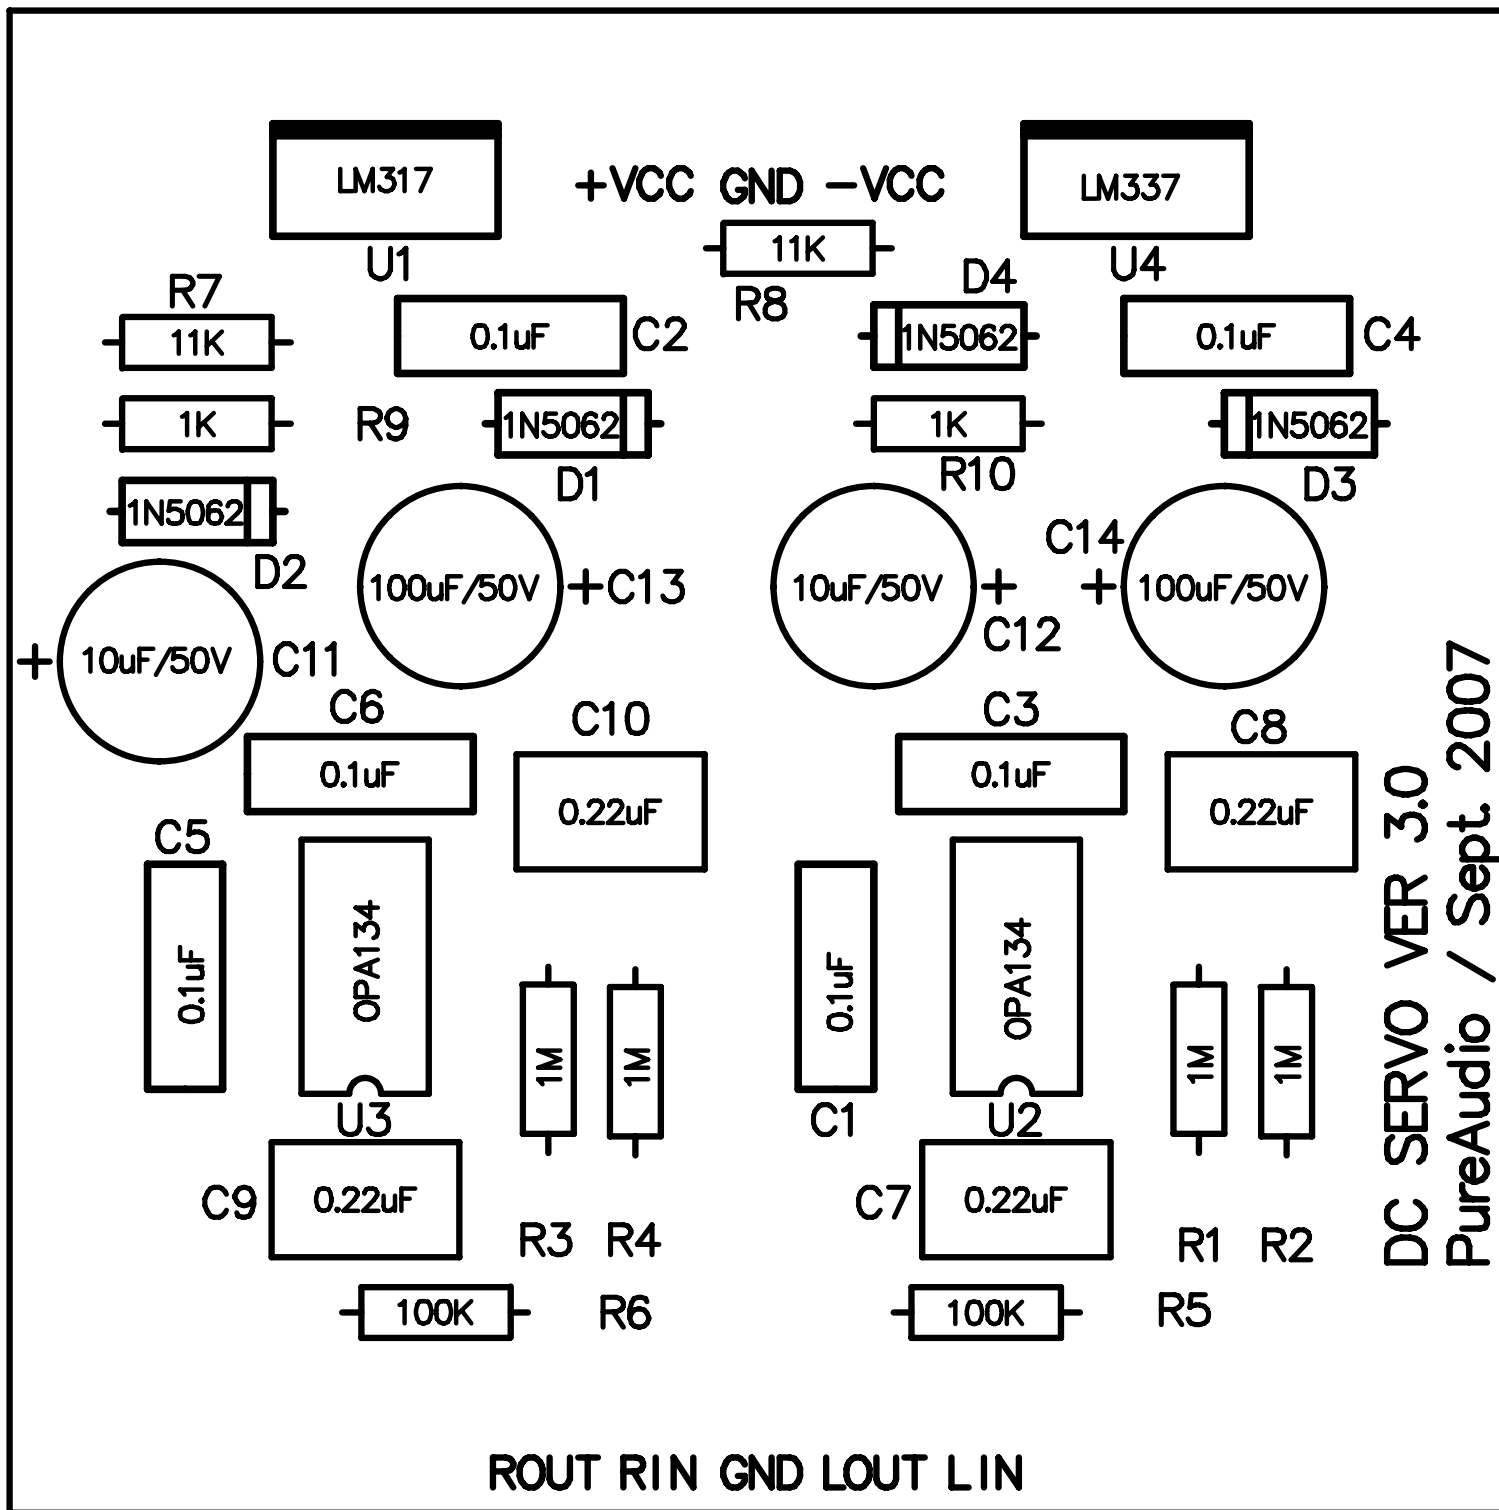 LM317
+VCC GND -VCC
LM337
U1
11K
U4
R7
D4
R8
11K
0.1uF
C2
1N5062
0.1uF
C4
1K
R9
1N5062
1K
1N5062
D1
R10
D3
1N5062
D2
C14
100uF/50V
+C13
10uF/50V
+
+
100uF/50V
C12
+
10uF/50V
C11
C6
C10
C3
C8
0.1uF
0.1uF
0.22uF
0.22uF
C5
0.1uF
OPA134
0.1uF
OPA134
1M
1M
1M
1M
U3
C1
U2
C9
0.22uF
C7
0.22uF
R3
R4
R1
R2
100K
R6
100K
R5
DC SERVO VER 3.0
PureAudio / Sept. 2007
ROUT RIN GND LOUT LIN